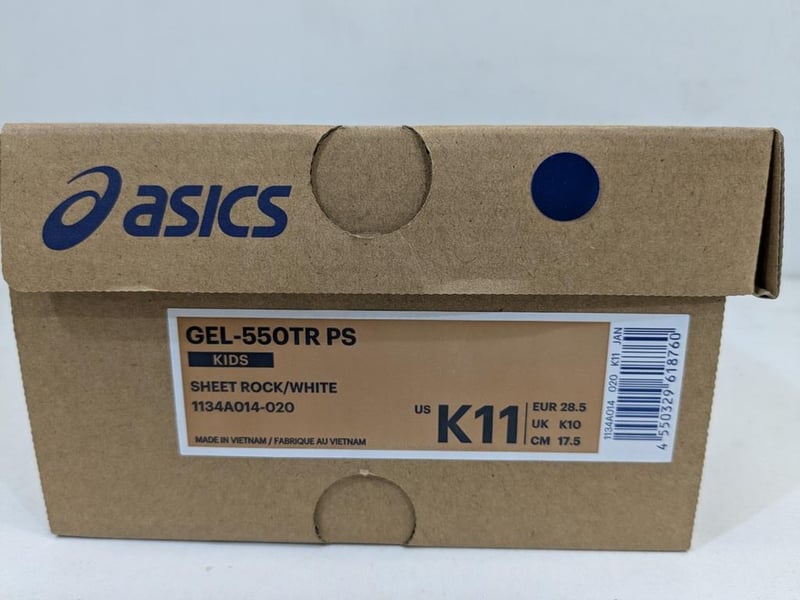 asics
GEL-550TR PS
KIDS
SHEET ROCK/WHITE
1134A014-020
MADE IN VIETNAM / FABRIQUE AU VIETNAM
US K11
EUR 28.5
UK K10
CM 17.5
1134A014 020 K11 JAN
4 550329 618760